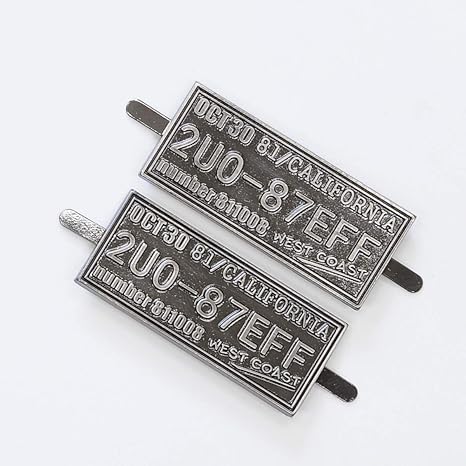 OCT30 81/CALIFORNIA
2U0-87EFF
number 811008 WEST COAST
OCT30 81/CALIFORNIA
2U0-87EFF
number 811008 WEST COAST